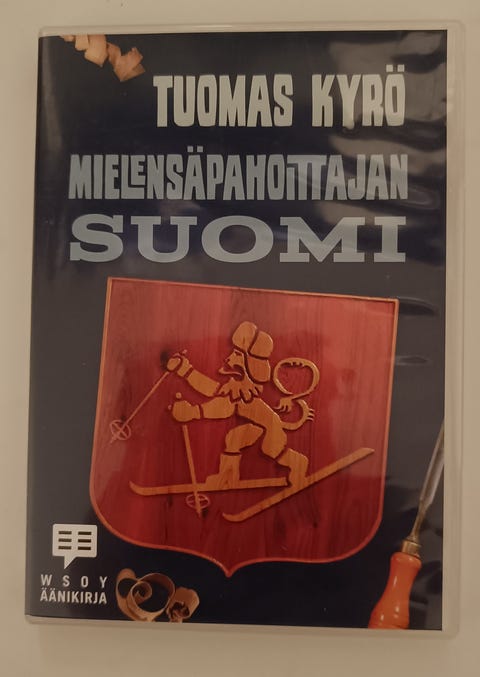 TUOMAS KYRÖ
MIELENSÄPAHOITTAJAN
SUOMI
WSOY
ÄÄNIKIRJA